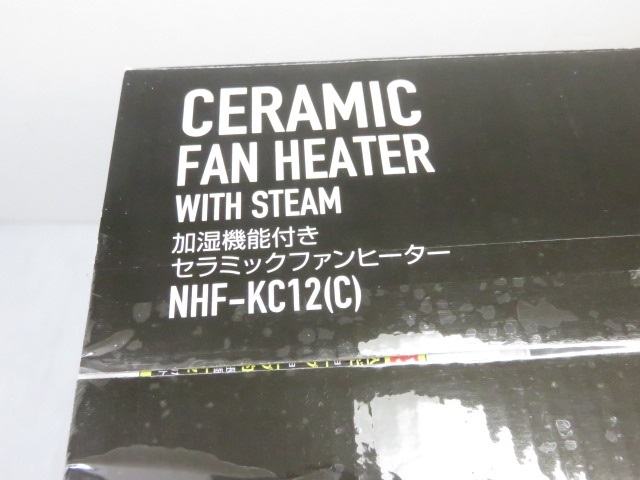 CERAMIC
FAN HEATER
WITH STEAM
加湿機能付き
セラミックファンヒーター
NHF-KC12(C)